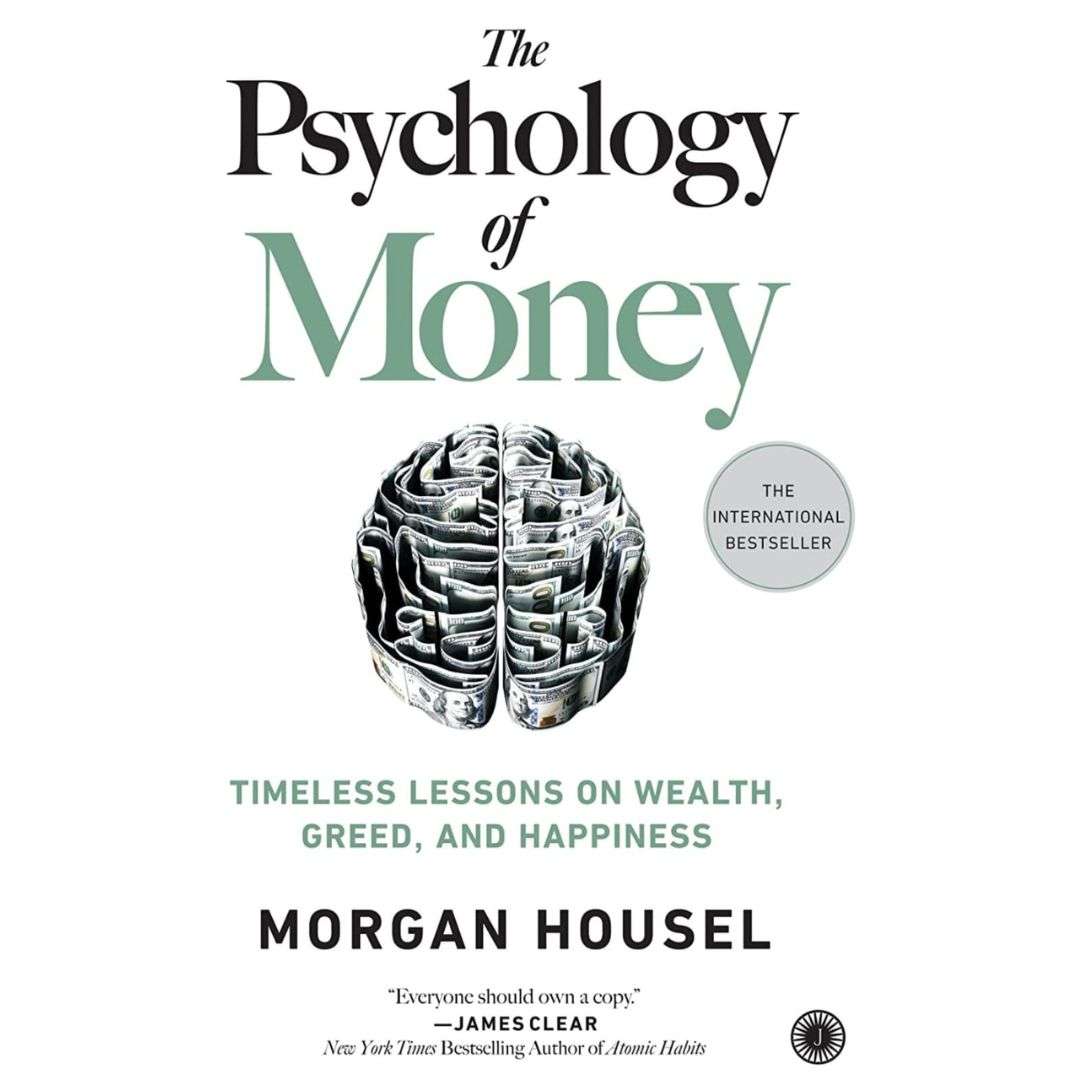 The
Psychology
of
Money
THE
INTERNATIONAL
BESTSELLER
TIMELESS LESSONS ON WEALTH,
GREED, AND HAPPINESS
MORGAN HOUSEL
“Everyone should own a copy.”
—JAMES CLEAR
New York Times Bestselling Author of Atomic Habits
J